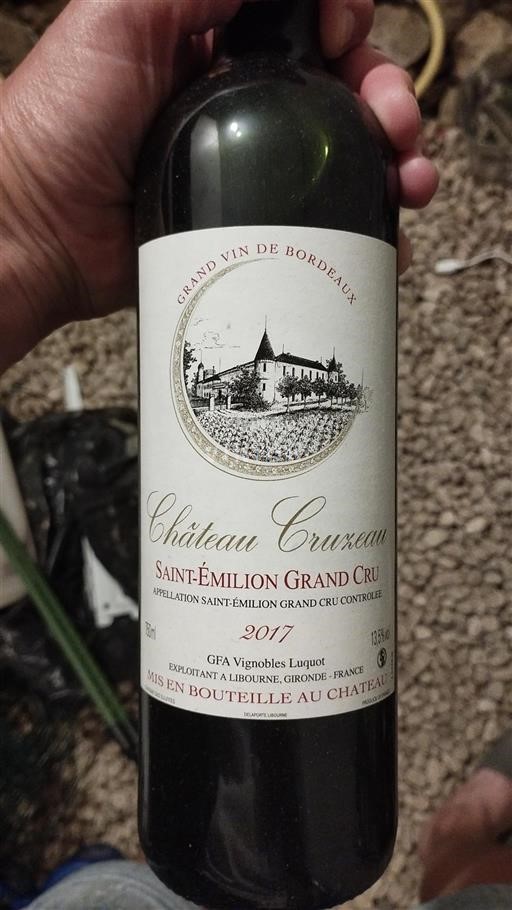 GRAND VIN DE BORDEAUX
Château Cruzeau
SAINT-ÉMILION GRAND CRU
APPELLATION SAINT-ÉMILION GRAND CRU CONTROLEE
2017
750ml
13,5%
GFA Vignobles Luquot
EXPLOITANT A LIBOURNE, GIRONDE - FRANCE
MIS EN BOUTEILLE AU CHATEAU
DELAPORTE LIBOURNE